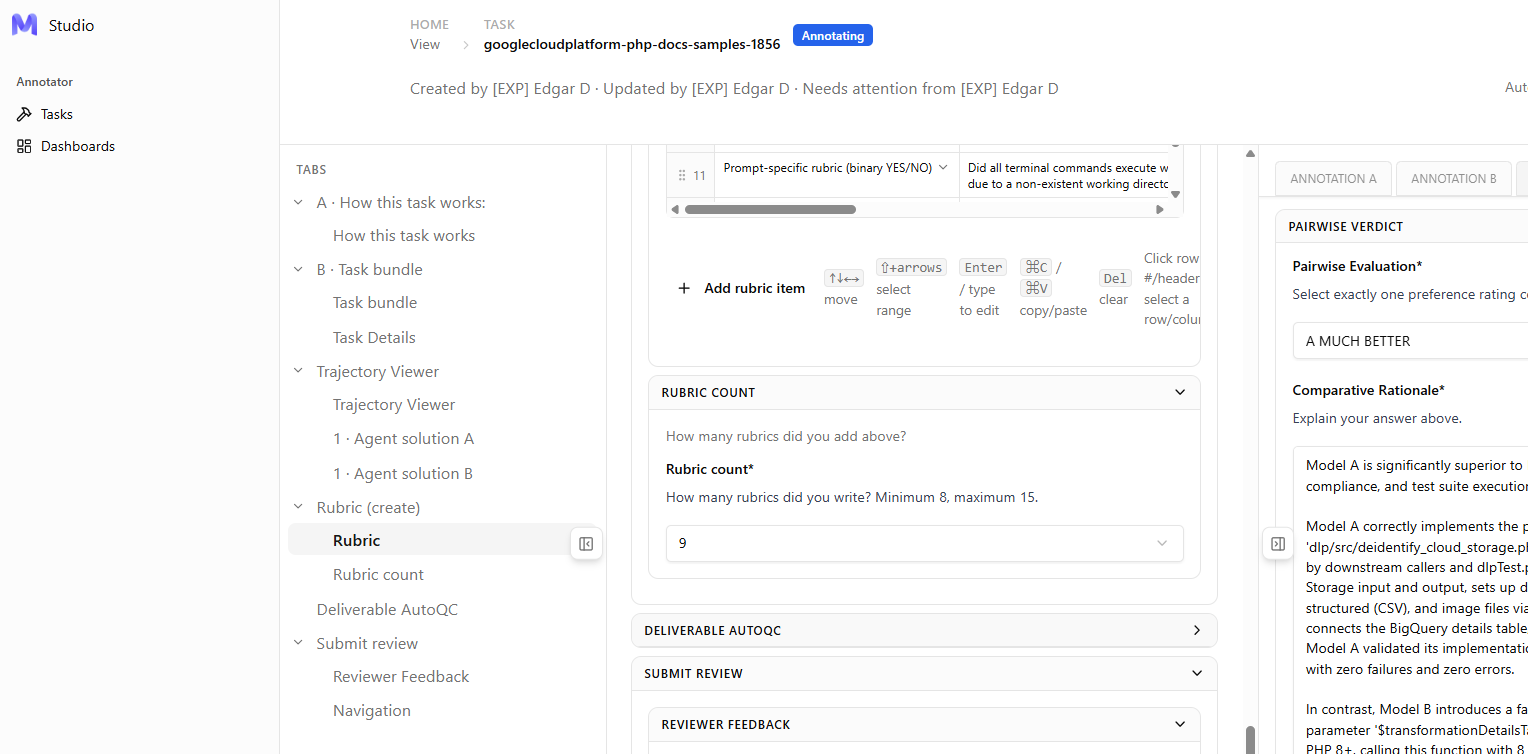 Studio
Annotator
Tasks
Dashboards
HOME
View
TASK
googlecloudplatform-php-docs-samples-1856
Annotating
Created by [EXP] Edgar D · Updated by [EXP] Edgar D · Needs attention from [EXP] Edgar D
TABS
A · How this task works:
How this task works
B · Task bundle
Task bundle
Task Details
Trajectory Viewer
Trajectory Viewer
1 · Agent solution A
1 · Agent solution B
Rubric (create)
Rubric
Rubric count
Deliverable AutoQC
Submit review
Reviewer Feedback
Navigation
11
Prompt-specific rubric (binary YES/NO)
Did all terminal commands execute w
due to a non-existent working directo
+ Add rubric item
↑↓←→
move
⇧+arrows
select
range
Enter
/ type
to edit
⌘C /
⌘V
copy/paste
Del
clear
Click row
#/header
select a
row/colu
RUBRIC COUNT
How many rubrics did you add above?
Rubric count*
How many rubrics did you write? Minimum 8, maximum 15.
9
DELIVERABLE AUTOQC
SUBMIT REVIEW
REVIEWER FEEDBACK
ANNOTATION A
ANNOTATION B
PAIRWISE VERDICT
Pairwise Evaluation*
Select exactly one preference rating
A MUCH BETTER
Comparative Rationale*
Explain your answer above.
Model A is significantly superior to
compliance, and test suite execution
Model A correctly implements the
'dlp/src/deidentify_cloud_storage.
by downstream callers and dlpTest.
Storage input and output, sets up
structured (CSV), and image files via
connects the BigQuery details table
Model A validated its implementatio
with zero failures and zero errors.
In contrast, Model B introduces a fa
parameter '$transformationDetailsTa
PHP 8+, calling this function with 8